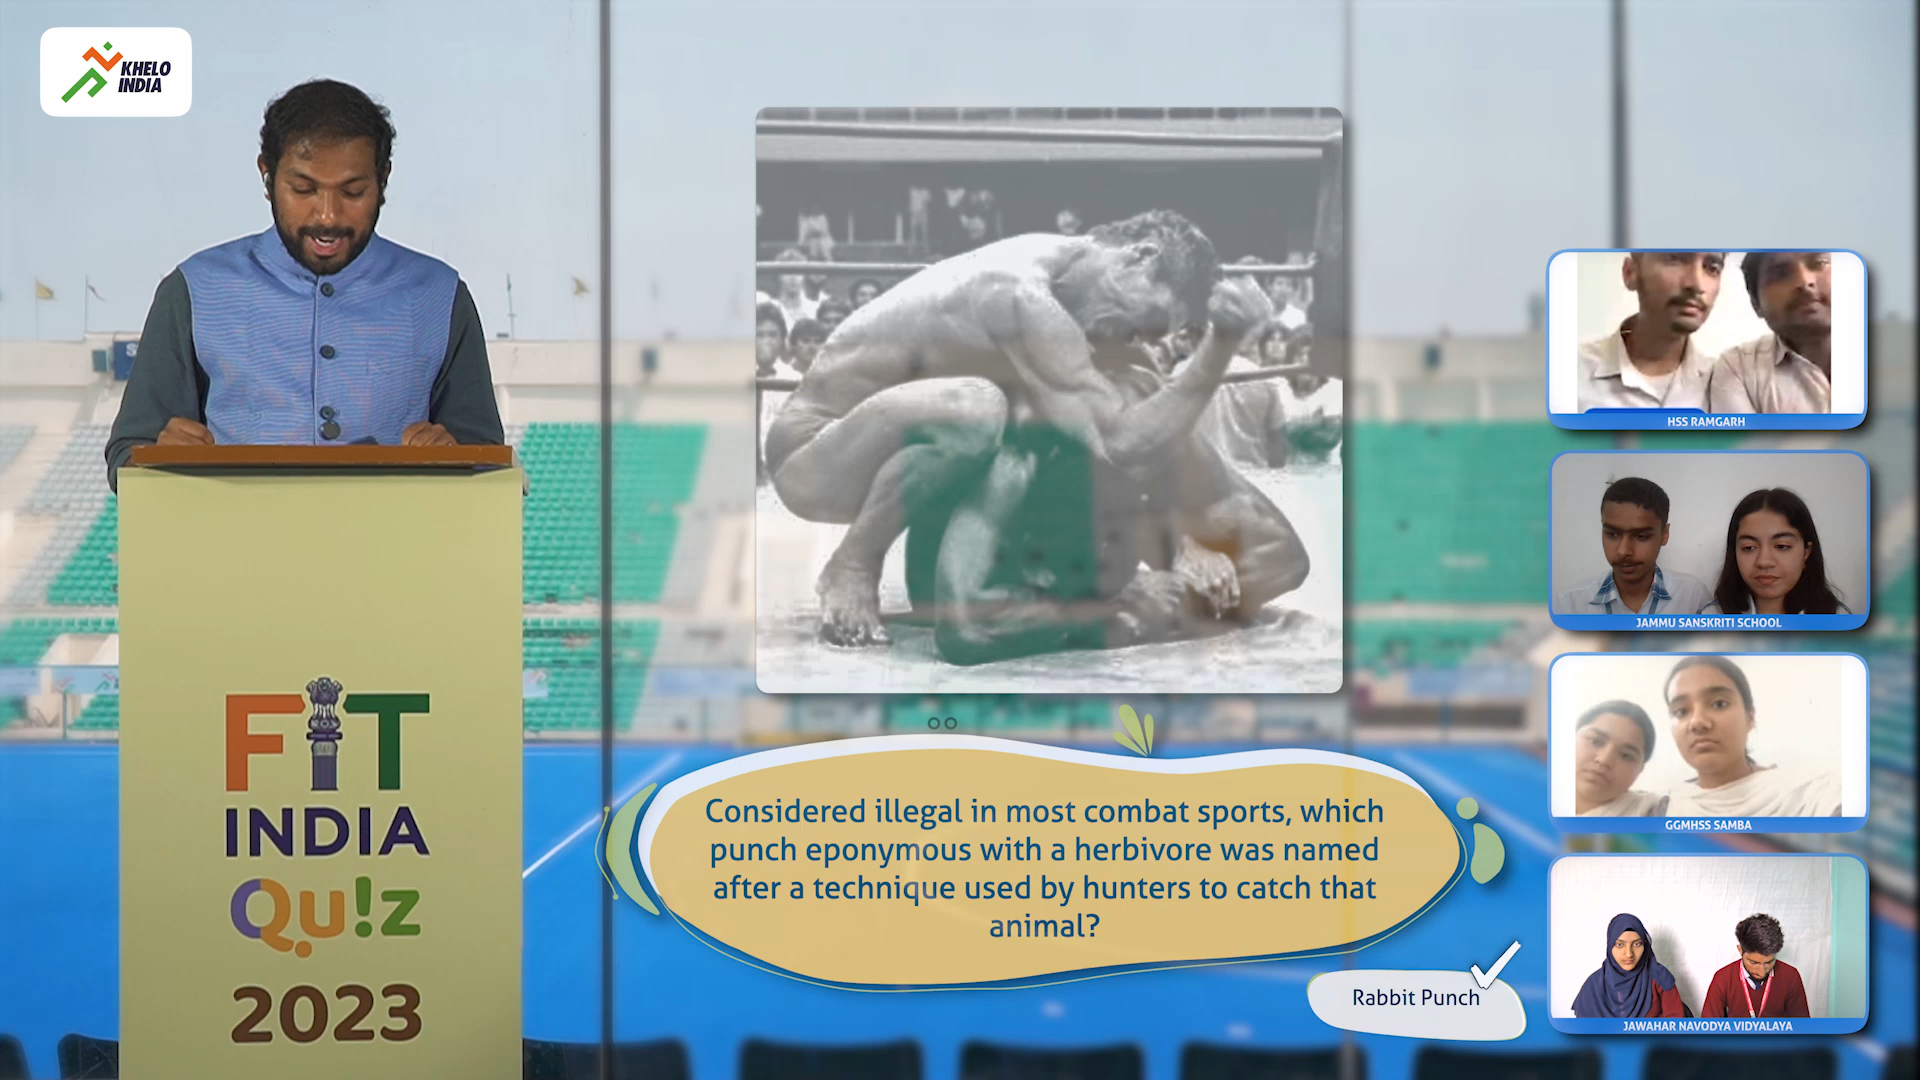 KHELO
INDIA
FIT
INDIA
Qu!z
2023
Considered illegal in most combat sports, which
punch eponymous with a herbivore was named
after a technique used by hunters to catch that
animal?
Rabbit Punch
HSS RAMGARH
JAMMU SANSKRITI SCHOOL
GGMHSS SAMBA
JAWAHAR NAVODYA VIDYALAYA